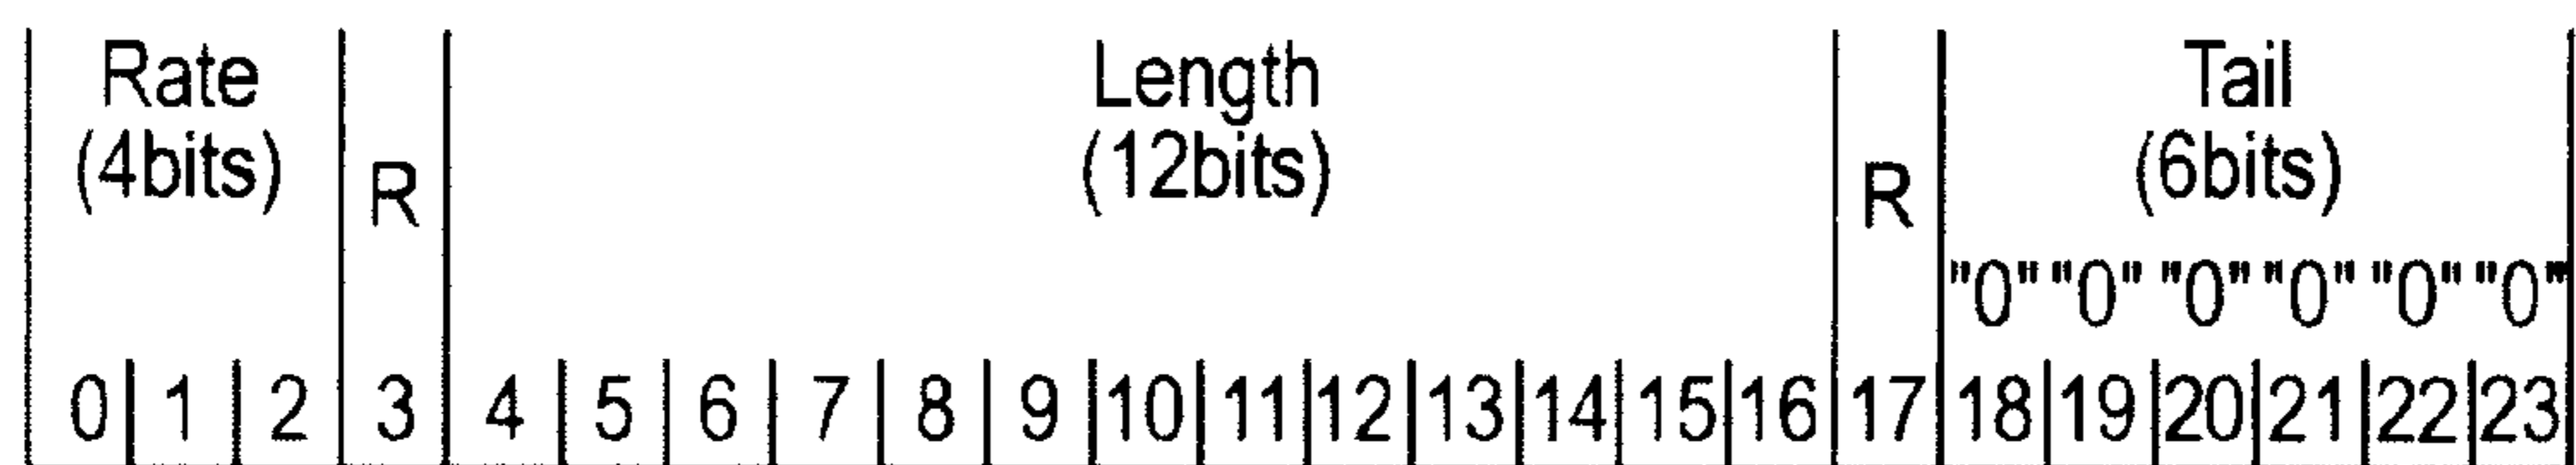 Rate Length Tail
(4bits) R (12bits) R (6bits)
"0" "0" "0" "0" "0" "0"
0 1 2 3 4 5 6 7 8 9 10 11 12 13 14 15 16 17 18 19 20 21 22 23